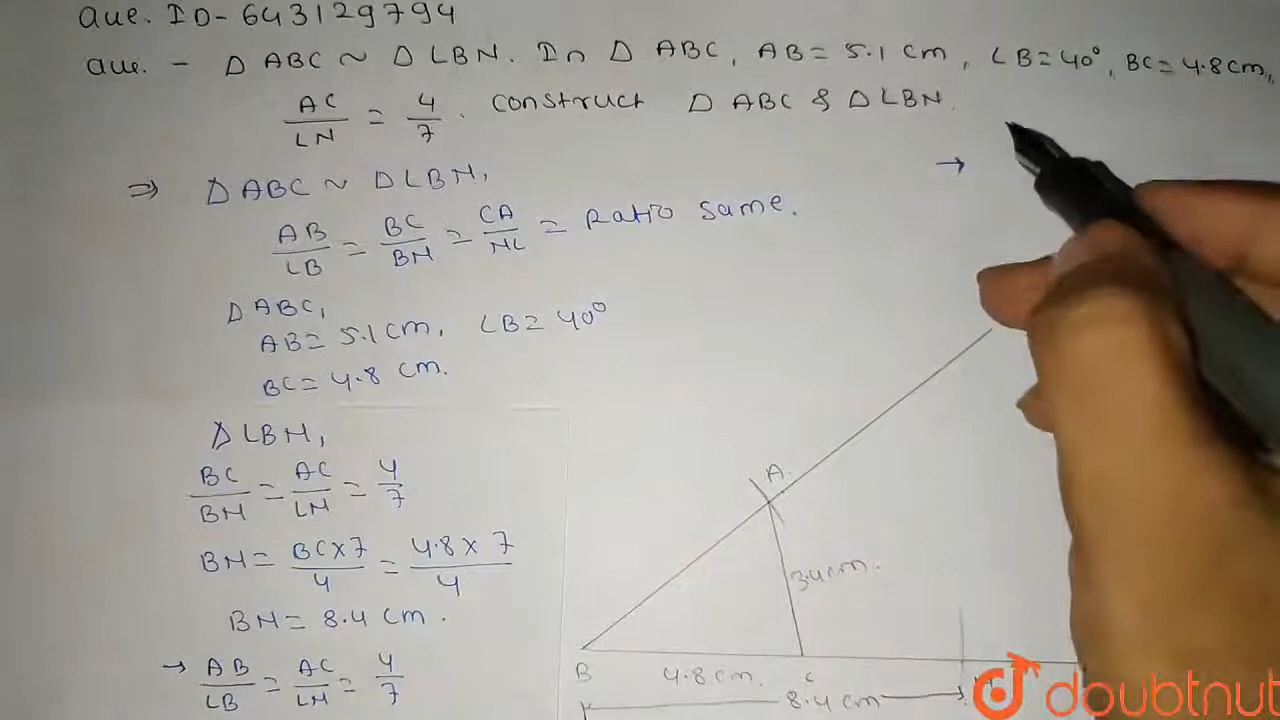 Que. ID- 643129794
Que. - Δ ABC ~ Δ LBN. In Δ ABC, AB = 5.1 cm, ∠B = 40°, BC = 4.8 cm,
AC/LN = 4/7. construct Δ ABC & Δ LBN.
⇒ Δ ABC ~ Δ LBN,
→
AB/LB = BC/BN = CA/NL = Ratio same.
Δ ABC,
AB = 5.1 cm, ∠B = 40°
BC = 4.8 cm.
Δ LBN,
BC/BN = AC/LN = 4/7
BN = BC×7/4 = 4.8 × 7/4
BN = 8.4 cm.
→ AB/LB = AC/LN = 4/7
A.
3.4 cm.
B 4.8 cm. C
8.4 cm
doubtnut